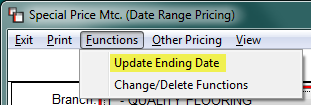 Special Price Mtc. (Date Range Pricing)
Exit Print Functions Other Pricing View
Update Ending Date
Change/Delete Functions
Branch: - QUALITY FLOORING